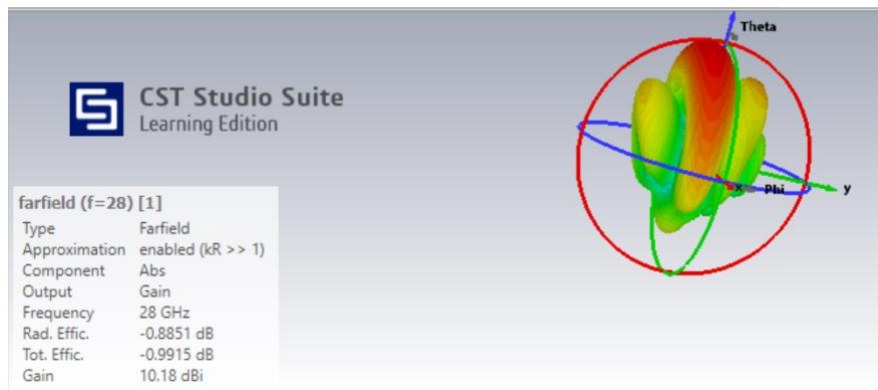 Theta
CST Studio Suite
Learning Edition
x Phi y
farfield (f=28) [1]
Type Farfield
Approximation enabled (kR >> 1)
Component Abs
Output Gain
Frequency 28 GHz
Rad. Effic. -0.8851 dB
Tot. Effic. -0.9915 dB
Gain 10.18 dBi